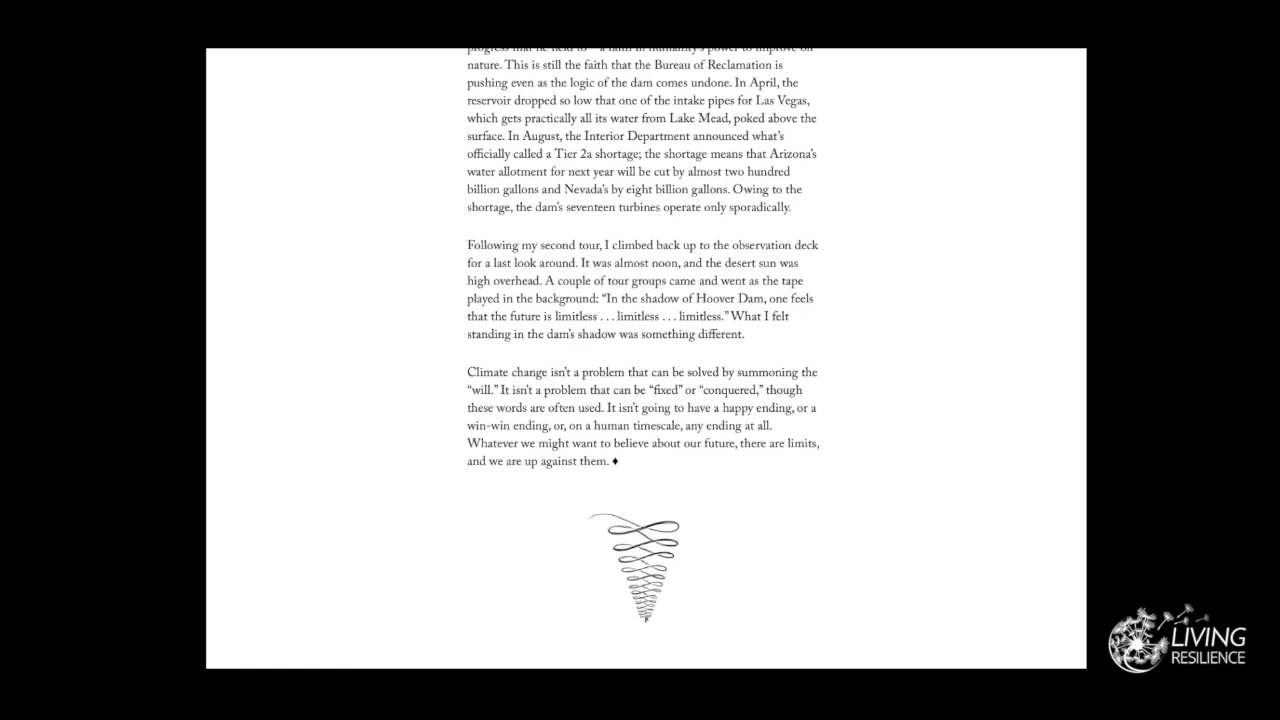 progress that he held to—a faith in humanity's power to improve on
nature. This is still the faith that the Bureau of Reclamation is
pushing even as the logic of the dam comes undone. In April, the
reservoir dropped so low that one of the intake pipes for Las Vegas,
which gets practically all its water from Lake Mead, poked above the
surface. In August, the Interior Department announced what's
officially called a Tier 2a shortage; the shortage means that Arizona's
water allotment for next year will be cut by almost two hundred
billion gallons and Nevada's by eight billion gallons. Owing to the
shortage, the dam's seventeen turbines operate only sporadically.
Following my second tour, I climbed back up to the observation deck
for a last look around. It was almost noon, and the desert sun was
high overhead. A couple of tour groups came and went as the tape
played in the background: “In the shadow of Hoover Dam, one feels
that the future is limitless . . . limitless . . . limitless.” What I felt
standing in the dam's shadow was something different.
Climate change isn't a problem that can be solved by summoning the
“will.” It isn't a problem that can be “fixed” or “conquered,” though
these words are often used. It isn't going to have a happy ending, or a
win-win ending, or, on a human timescale, any ending at all.
Whatever we might want to believe about our future, there are limits,
and we are up against them. ♦
LIVING
RESILIENCE